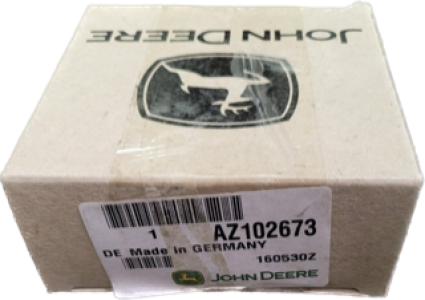 JOHN DEERE
1 AZ102673
DE Made in GERMANY
160530Z
JOHN DEERE